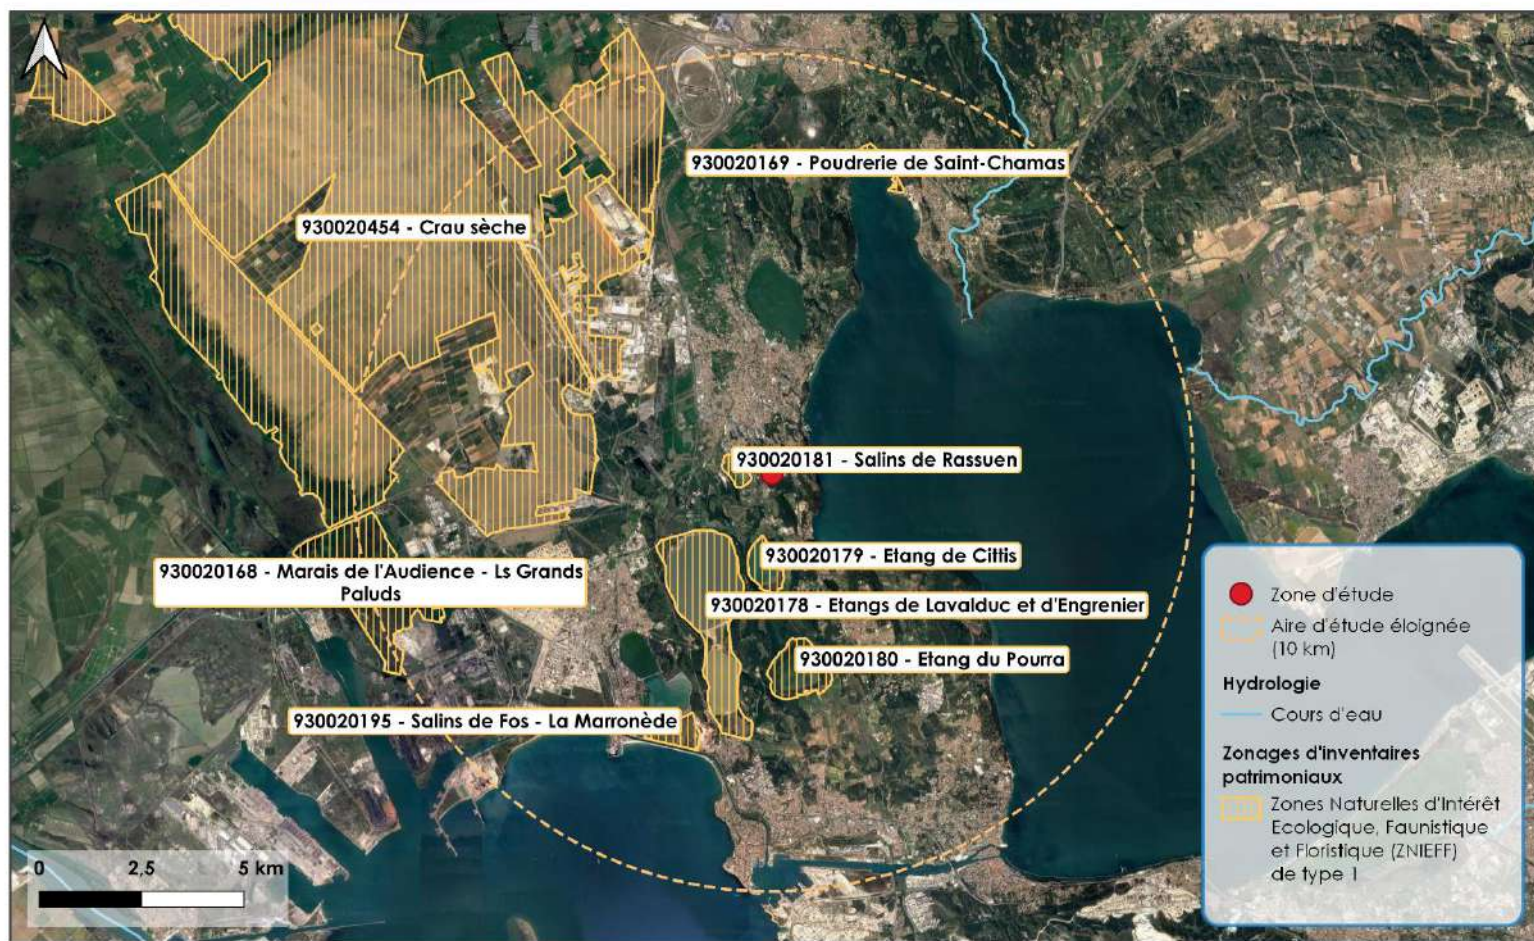 930020169 - Poudrerie de Saint-Chamas
930020454 - Crau sèche
930020181 - Salins de Rassuen
930020179 - Etang de Cittis
930020168 - Marais de l'Audience - Ls Grands
Paluds
930020178 - Etangs de Lavalduc et d'Engrenier
930020180 - Etang du Pourra
930020195 - Salins de Fos - La Marronède
0 2,5 5 km
Zone d'étude
Aire d'étude éloignée
(10 km)
Hydrologie
Cours d'eau
Zonages d'inventaires
patrimoniaux
Zones Naturelles d'Intérêt
Ecologique, Faunistique
et Floristique (ZNIEFF)
de type 1